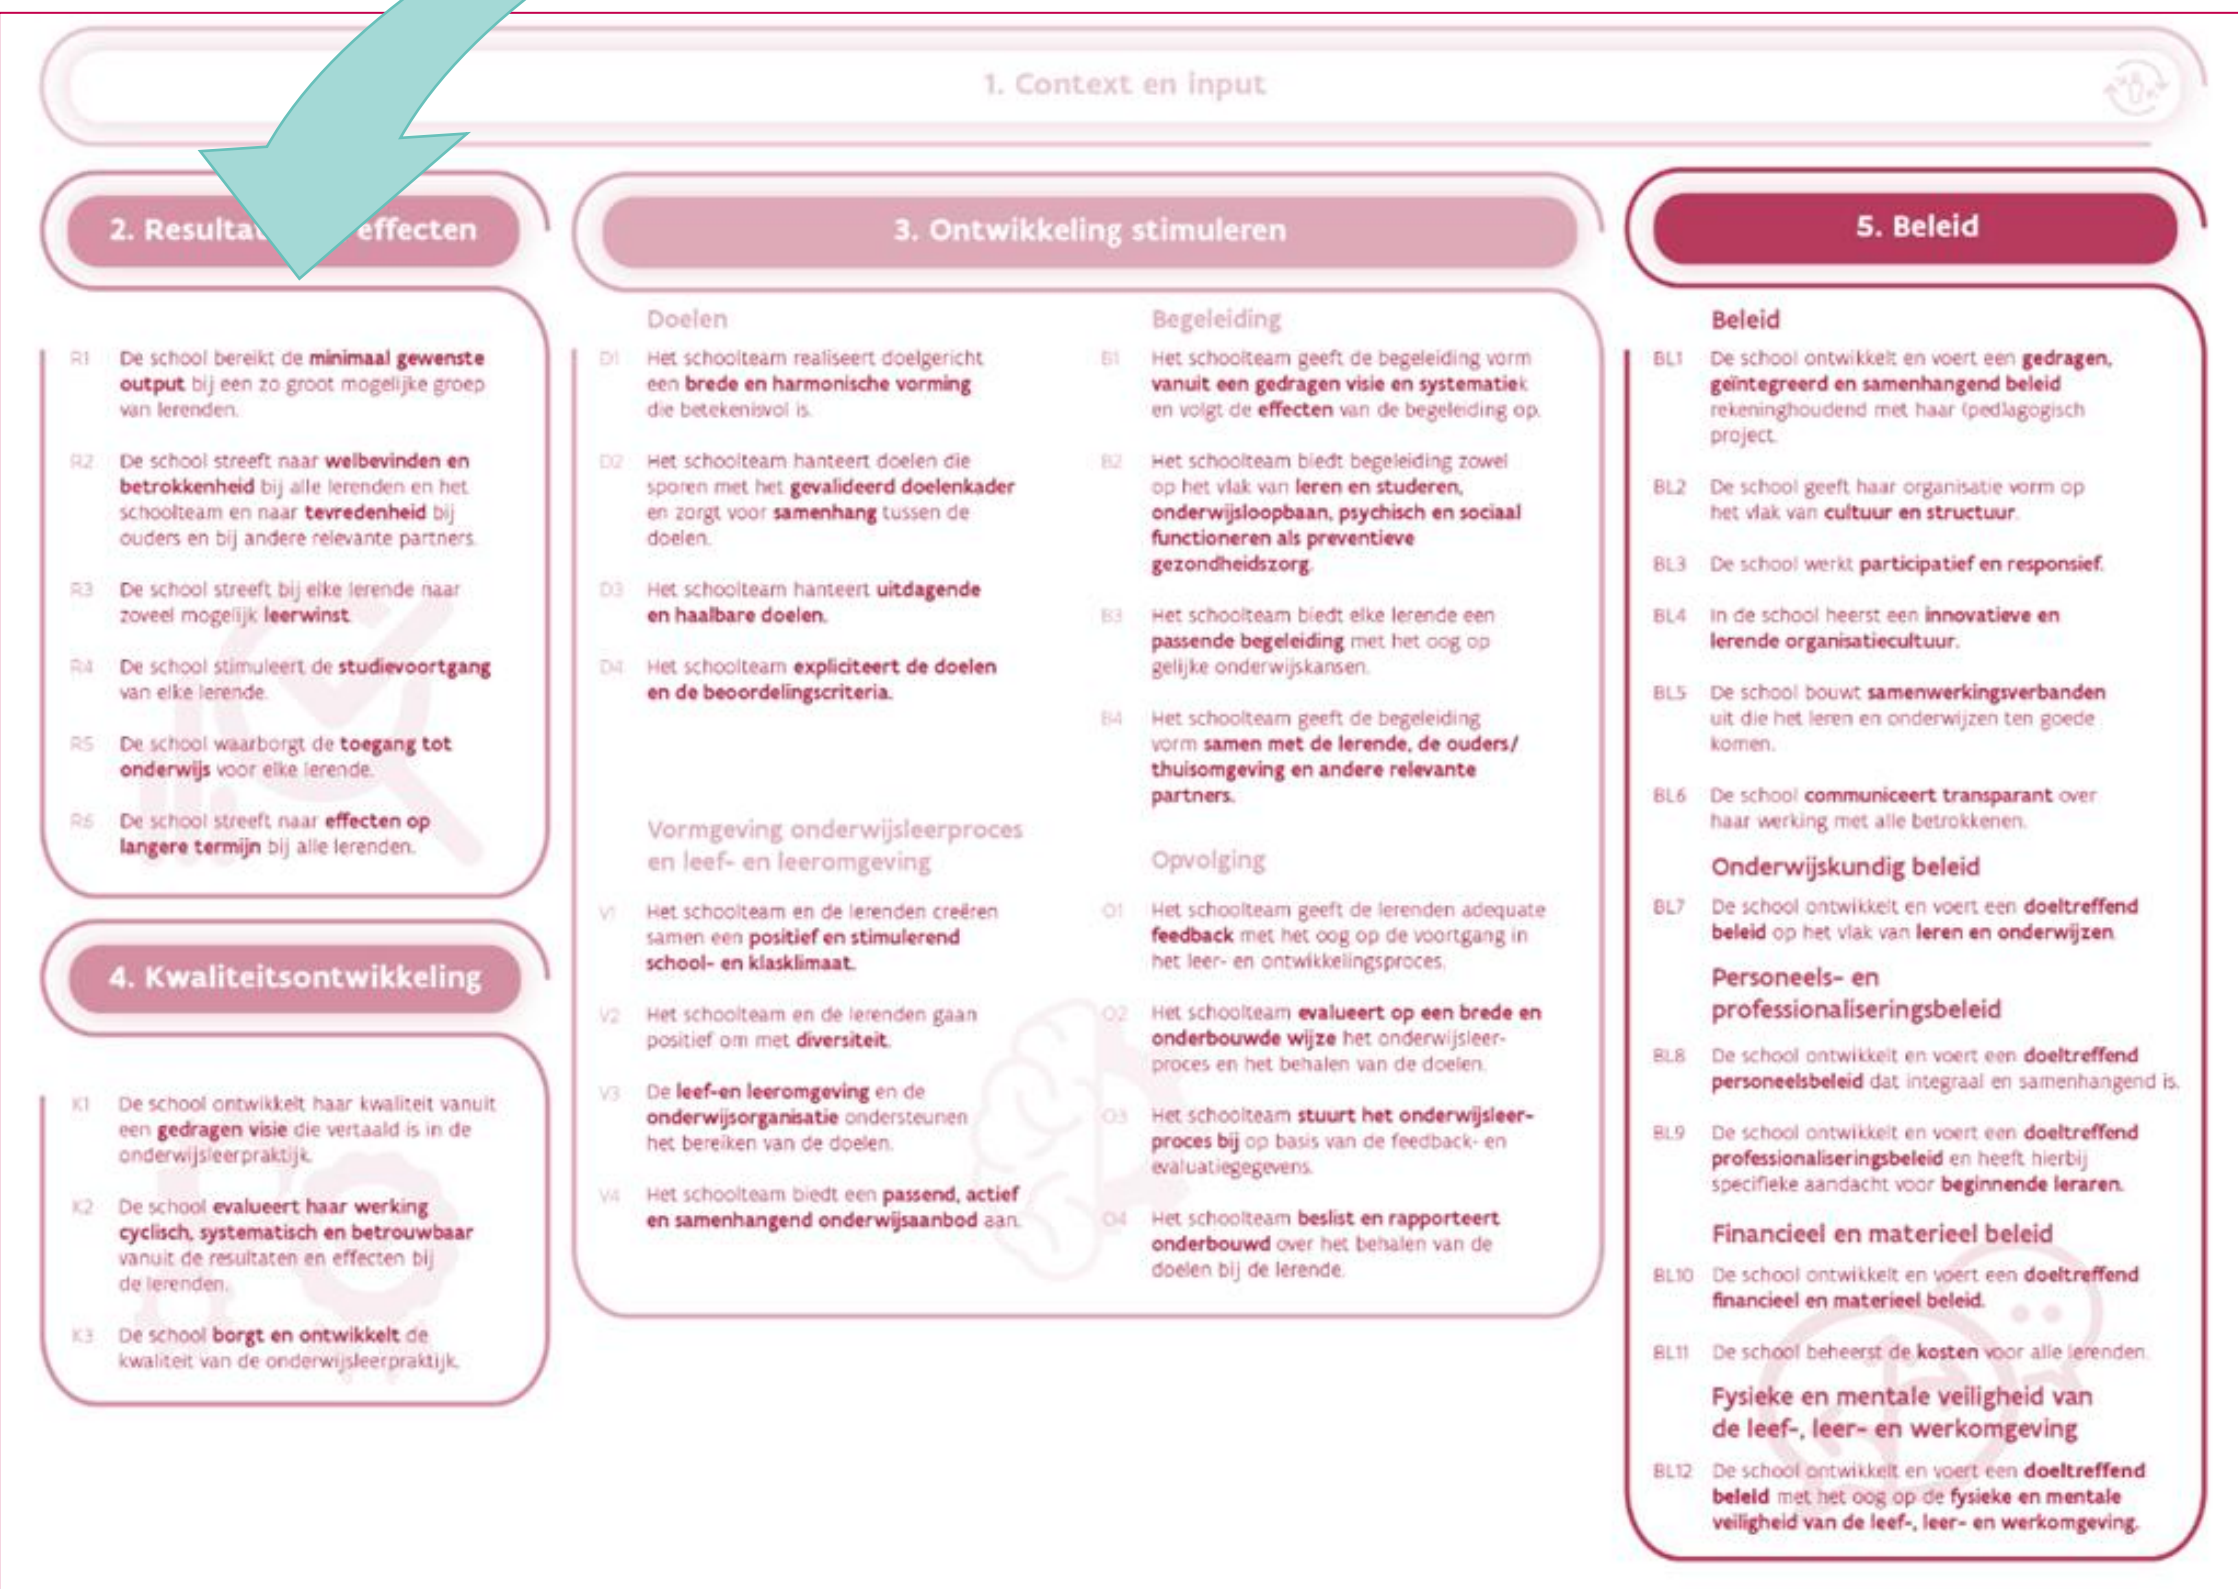 1. Context en input
2. Resulta effecten
R1 De school bereikt de minimaal gewenste
output bij een zo groot mogelijke groep
van lerenden.
R2 De school streeft naar welbevinden en
betrokkenheid bij alle lerenden en het
schoolteam en naar tevredenheid bij
ouders en bij andere relevante partners.
R3 De school streeft bij elke lerende naar
zoveel mogelijk leerwinst.
R4 De school stimuleert de studievoortgang
van elke lerende.
R5 De school waarborgt de toegang tot
onderwijs voor elke lerende.
R6 De school streeft naar effecten op
langere termijn bij alle lerenden.
4. Kwaliteitsontwikkeling
K1 De school ontwikkelt haar kwaliteit vanuit
een gedragen visie die vertaald is in de
onderwijsleerpraktijk.
K2 De school evalueert haar werking
cyclisch, systematisch en betrouwbaar
vanuit de resultaten en effecten bij
de lerenden.
K3 De school borgt en ontwikkelt de
kwaliteit van de onderwijsleerpraktijk.
3. Ontwikkeling stimuleren
Doelen
D1 Het schoolteam realiseert doelgericht
een brede en harmonische vorming
die betekenisvol is.
D2 Het schoolteam hanteert doelen die
sporen met het gevalideerd doelenkader
en zorgt voor samenhang tussen de
doelen.
D3 Het schoolteam hanteert uitdagende
en haalbare doelen.
D4 Het schoolteam expliciteert de doelen
en de beoordelingscriteria.
Vormgeving onderwijsleerproces
en leef- en leeromgeving
V1 Het schoolteam en de lerenden creëren
samen een positief en stimulerend
school- en klasklimaat.
V2 Het schoolteam en de lerenden gaan
positief om met diversiteit.
V3 De leef-en leeromgeving en de
onderwijsorganisatie ondersteunen
het bereiken van de doelen.
V4 Het schoolteam biedt een passend, actief
en samenhangend onderwijsaanbod aan.
Begeleiding
B1 Het schoolteam geeft de begeleiding vorm
vanuit een gedragen visie en systematiek
en volgt de effecten van de begeleiding op.
B2 Het schoolteam biedt begeleiding zowel
op het vlak van leren en studeren,
onderwijsloopbaan, psychisch en sociaal
functioneren als preventieve
gezondheidszorg.
B3 Het schoolteam biedt elke lerende een
passende begeleiding met het oog op
gelijke onderwijskansen.
B4 Het schoolteam geeft de begeleiding
vorm samen met de lerende, de ouders/
thuisomgeving en andere relevante
partners.
Opvolging
O1 Het schoolteam geeft de lerenden adequate
feedback met het oog op de voortgang in
het leer- en ontwikkelingsproces.
O2 Het schoolteam evalueert op een brede en
onderbouwde wijze het onderwijsleer-
proces en het behalen van de doelen.
O3 Het schoolteam stuurt het onderwijsleer-
proces bij op basis van de feedback- en
evaluatiegegevens.
O4 Het schoolteam beslist en rapporteert
onderbouwd over het behalen van de
doelen bij de lerende.
5. Beleid
Beleid
BL1 De school ontwikkelt en voert een gedragen,
geïntegreerd en samenhangend beleid
rekeninghoudend met haar (ped)agogisch
project.
BL2 De school geeft haar organisatie vorm op
het vlak van cultuur en structuur.
BL3 De school werkt participatief en responsief.
BL4 In de school heerst een innovatieve en
lerende organisatiecultuur.
BL5 De school bouwt samenwerkingsverbanden
uit die het leren en onderwijzen ten goede
komen.
BL6 De school communiceert transparant over
haar werking met alle betrokkenen.
Onderwijskundig beleid
BL7 De school ontwikkelt en voert een doeltreffend
beleid op het vlak van leren en onderwijzen.
Personeels- en
professionaliseringsbeleid
BL8 De school ontwikkelt en voert een doeltreffend
personeelsbeleid dat integraal en samenhangend is.
BL9 De school ontwikkelt en voert een doeltreffend
professionaliseringsbeleid en heeft hierbij
specifieke aandacht voor beginnende leraren.
Financieel en materieel beleid
BL10 De school ontwikkelt en voert een doeltreffend
financieel en materieel beleid.
BL11 De school beheerst de kosten voor alle lerenden.
Fysieke en mentale veiligheid van
de leef-, leer- en werkomgeving
BL12 De school ontwikkelt en voert een doeltreffend
beleid met het oog op de fysieke en mentale
veiligheid van de leef-, leer- en werkomgeving.